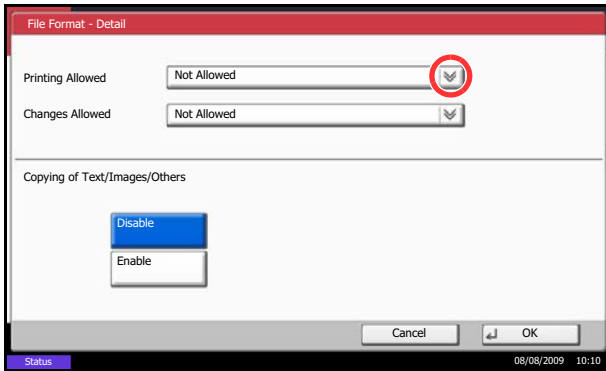 File Format - Detail
Printing Allowed Not Allowed
Changes Allowed Not Allowed
Copying of Text/Images/Others
Disable
Enable
Cancel OK
Status 08/08/2009 10:10